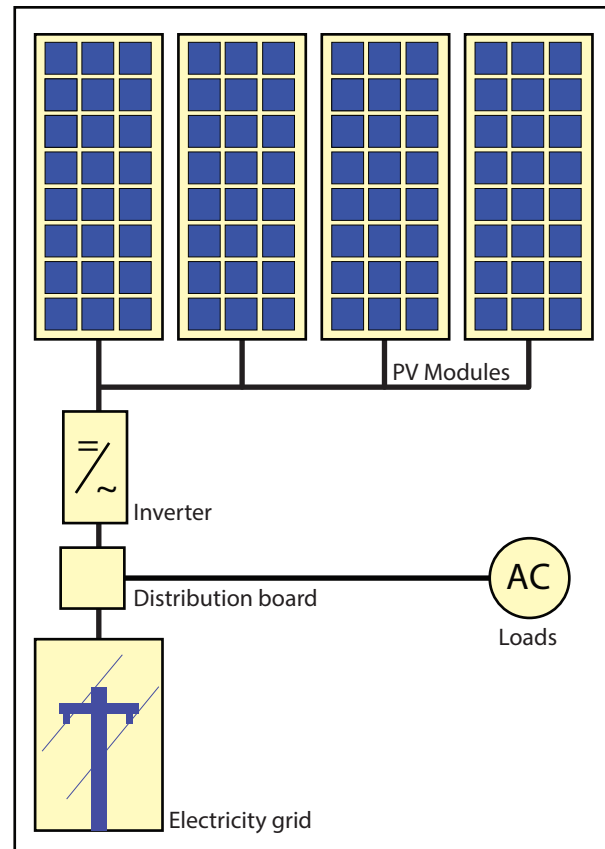 PV Modules
=
~
Inverter
Distribution board
AC
Loads
Electricity grid